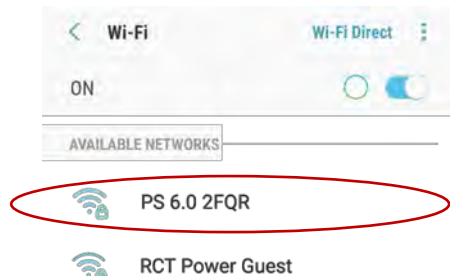 Wi-Fi Wi-Fi Direct
ON
AVAILABLE NETWORKS
PS 6.0 2FQR
RCT Power Guest